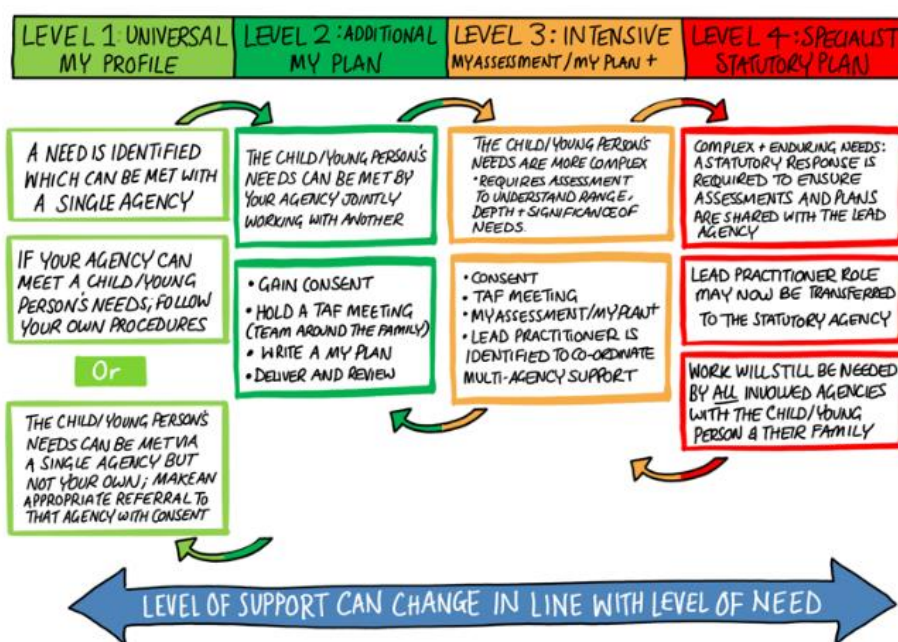 LEVEL 1: UNIVERSAL
MY PROFILE
LEVEL 2: ADDITIONAL
MY PLAN
LEVEL 3: INTENSIVE
MY ASSESSMENT / MY PLAN +
LEVEL 4: SPECIALIST
STATUTORY PLAN
A NEED IS IDENTIFIED
WHICH CAN BE MET WITH
A SINGLE AGENCY
IF YOUR AGENCY CAN
MEET A CHILD/YOUNG
PERSON'S NEEDS, FOLLOW
YOUR OWN PROCEDURES
Or
THE CHILD/YOUNG PERSON'S
NEEDS CAN BE MET VIA
A SINGLE AGENCY BUT
NOT YOUR OWN; MAKE AN
APPROPRIATE REFERRAL TO
THAT AGENCY WITH CONSENT
THE CHILD/YOUNG PERSON'S
NEEDS CAN BE MET BY
YOUR AGENCY JOINTLY
WORKING WITH ANOTHER
• GAIN CONSENT
• HOLD A TAF MEETING
(TEAM AROUND THE FAMILY)
• WRITE A MY PLAN
• DELIVER AND REVIEW
THE CHILD/YOUNG PERSON'S
NEEDS ARE MORE COMPLEX
• REQUIRES ASSESSMENT
TO UNDERSTAND RANGE,
DEPTH + SIGNIFICANCE OF
NEEDS.
• CONSENT
• TAF MEETING
• MY ASSESSMENT/MY PLAN+
• LEAD PRACTITIONER IS
IDENTIFIED TO CO-ORDINATE
MULTI-AGENCY SUPPORT
COMPLEX + ENDURING NEEDS:
A STATUTORY RESPONSE IS
REQUIRED TO ENSURE
ASSESSMENTS AND PLANS
ARE SHARED WITH THE LEAD
AGENCY
LEAD PRACTITIONER ROLE
MAY NOW BE TRANSFERRED
TO THE STATUTORY AGENCY
WORK WILL STILL BE NEEDED
BY ALL INVOLVED AGENCIES
WITH THE CHILD/YOUNG
PERSON & THEIR FAMILY
LEVEL OF SUPPORT CAN CHANGE IN LINE WITH LEVEL OF NEED